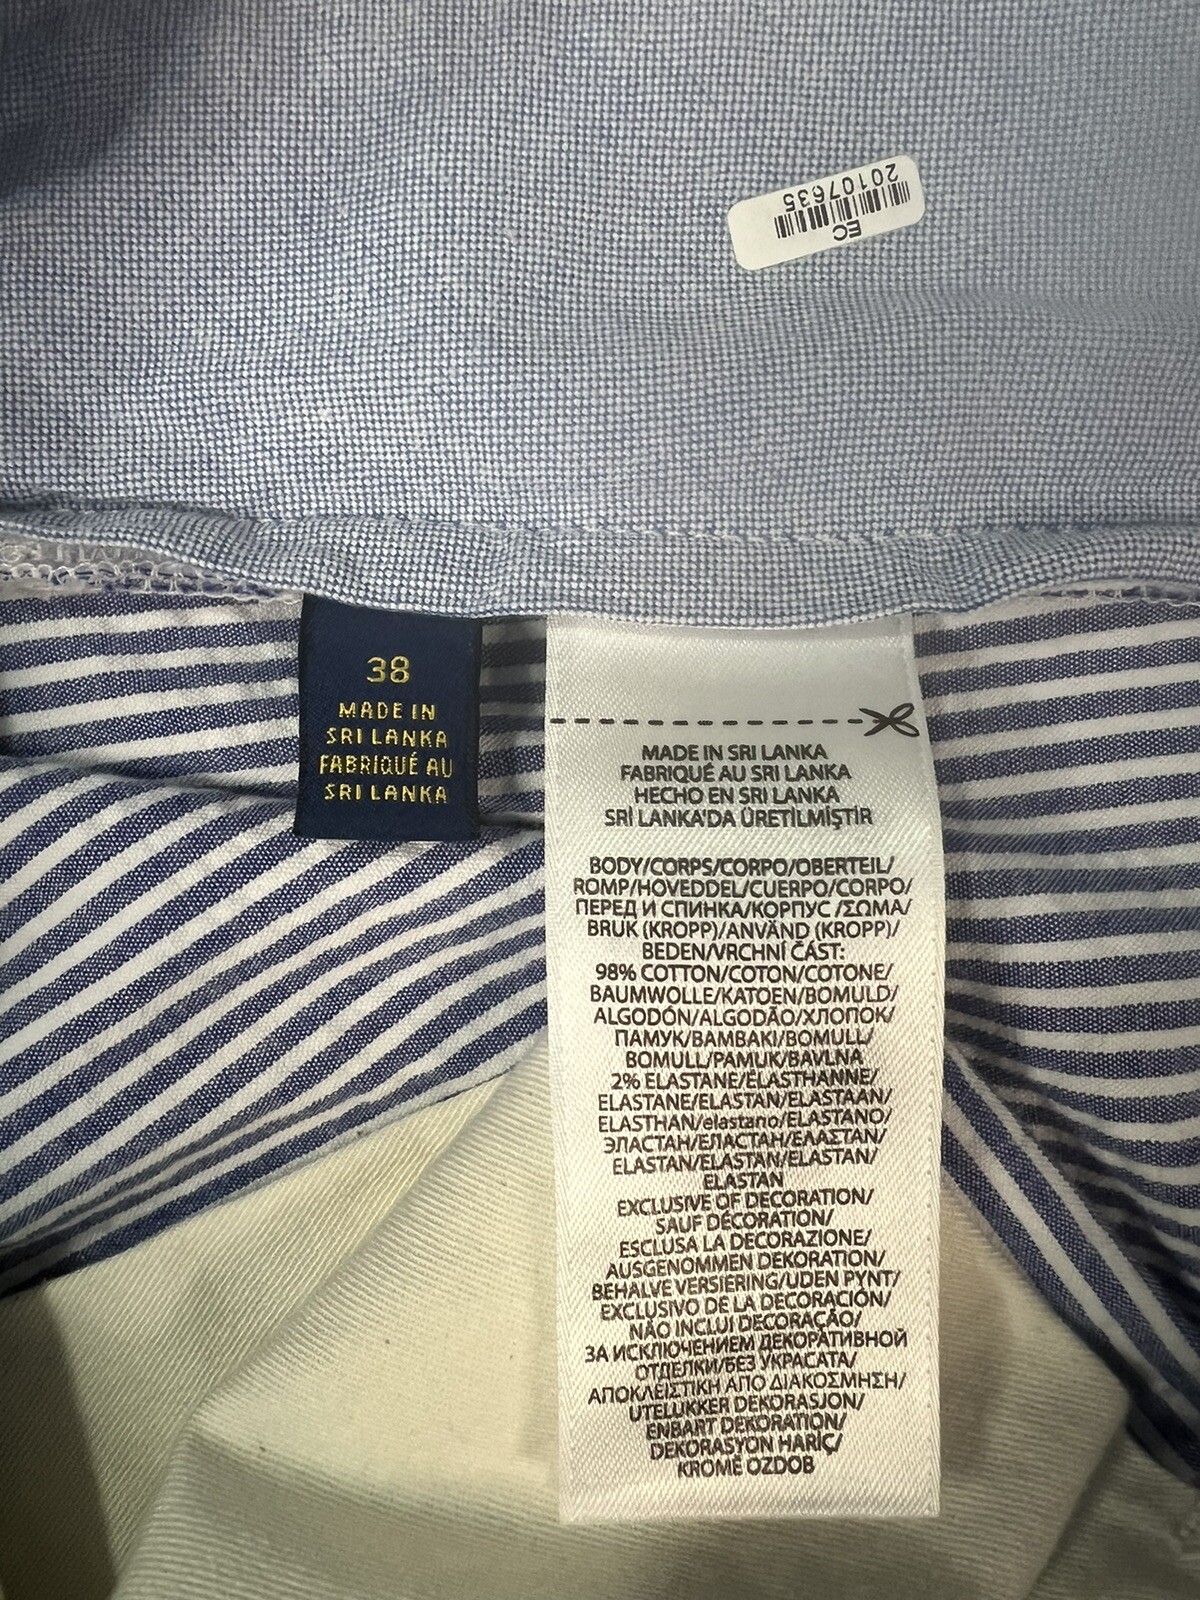 20107635
EC
38
MADE IN
SRI LANKA
FABRIQUÉ AU
SRI LANKA
MADE IN SRI LANKA
FABRIQUÉ AU SRI LANKA
HECHO EN SRI LANKA
SRİ LANKA'DA ÜRETİLMİŞTİR
BODY/CORPS/CORPO/OBERTEIL/
ROMP/HOVEDDEL/CUERPO/CORPO/
ПЕРЕД И СПИНКА/КОРПУС /ΣΩΜΑ/
BRUK (KROPP)/ANVÄND (KROPP)/
BEDEN/VRCHNÍ ČÁST:
98% COTTON/COTON/COTONE/
BAUMWOLLE/KATOEN/BOMULD/
ALGODÓN/ALGODÃO/ХЛОПОК/
ПАМУК/ΒΑΜΒΑΚΙ/BOMULL/
BOMULL/PAMUK/BAVLNA
2% ELASTANE/ÉLASTHANNE/
ELASTANE/ELASTAN/ELASTAAN/
ELASTHAN/elastano/ELASTANO/
ЭЛАСТАН/ЕЛАСТАН/ΕΛΑΣΤΑΝ/
ELASTAN/ELASTAN/ELASTAN/
ELASTAN
EXCLUSIVE OF DECORATION/
SAUF DÉCORATION/
ESCLUSA LA DECORAZIONE/
AUSGENOMMEN DEKORATION/
BEHALVE VERSIERING/UDEN PYNT/
EXCLUSIVO DE LA DECORACIÓN/
NÃO INCLUI DECORAÇÃO/
ЗА ИСКЛЮЧЕНИЕМ ДЕКОРАТИВНОЙ
ОТДЕЛКИ/БЕЗ УКРАСАТА/
ΑΠΟΚΛΕΙΣΤΙΚΗ ΑΠΟ ΔΙΑΚΟΣΜΗΣΗ/
UTELUKKER DEKORASJON/
ENBART DEKORATION/
DEKORASYON HARİÇ/
KROMĚ OZDOB